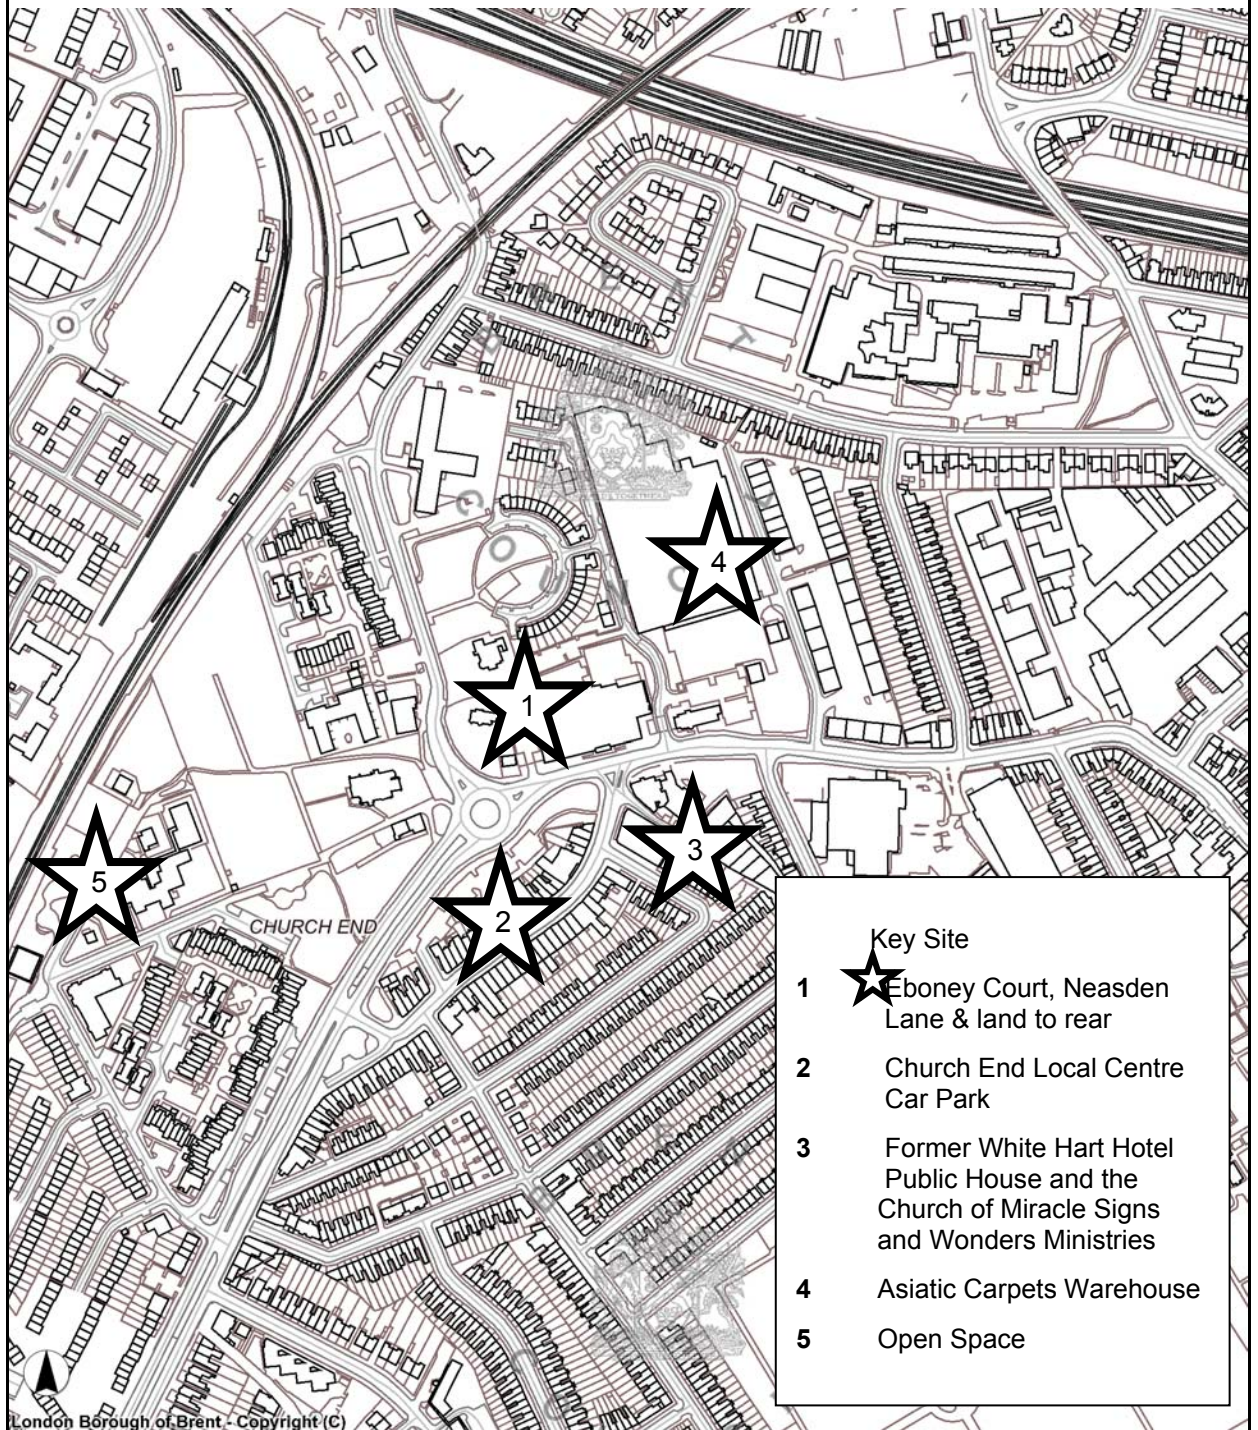 1
2
3
4
5
CHURCH END
Key Site
1 Eboney Court, Neasden
Lane & land to rear
2 Church End Local Centre
Car Park
3 Former White Hart Hotel
Public House and the
Church of Miracle Signs
and Wonders Ministries
4 Asiatic Carpets Warehouse
5 Open Space
London Borough of Brent - Copyright (C)